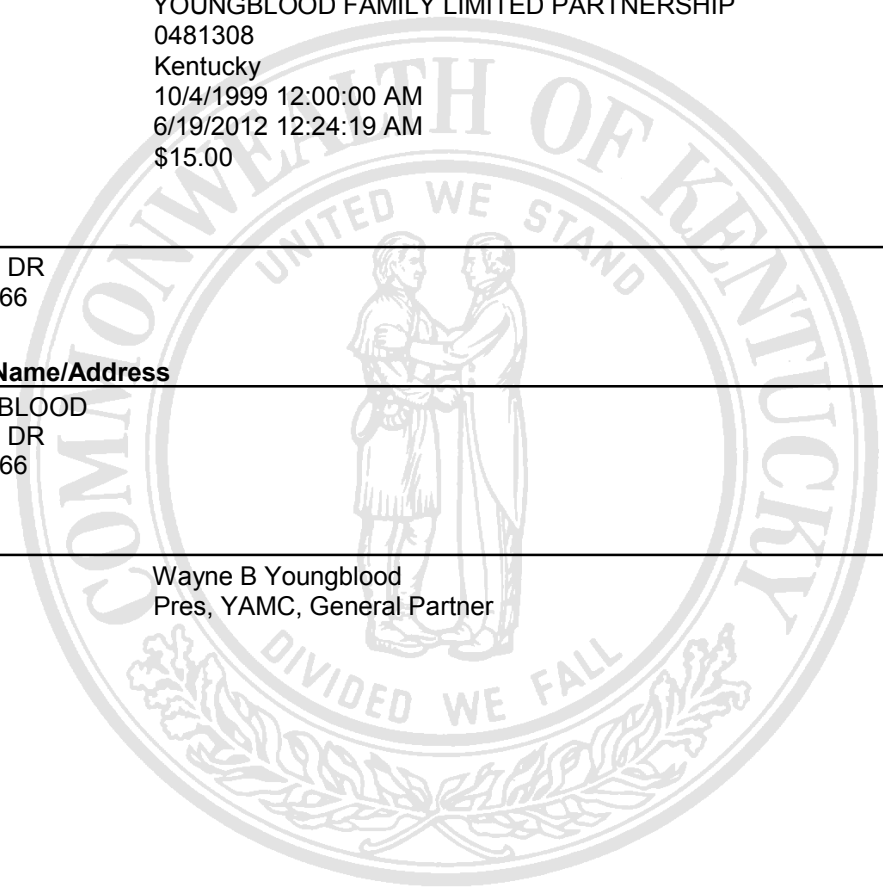 YOUNGBLOOD FAMILY LIMITED PARTNERSHIP
0481308
Kentucky
10/4/1999 12:00:00 AM
6/19/2012 12:24:19 AM
$15.00
DR
66
Name/Address
BLOOD
DR
66
Wayne B Youngblood
Pres, YAMC, General Partner
COMMONWEALTH OF KENTUCKY
UNITED WE STAND
DIVIDED WE FALL